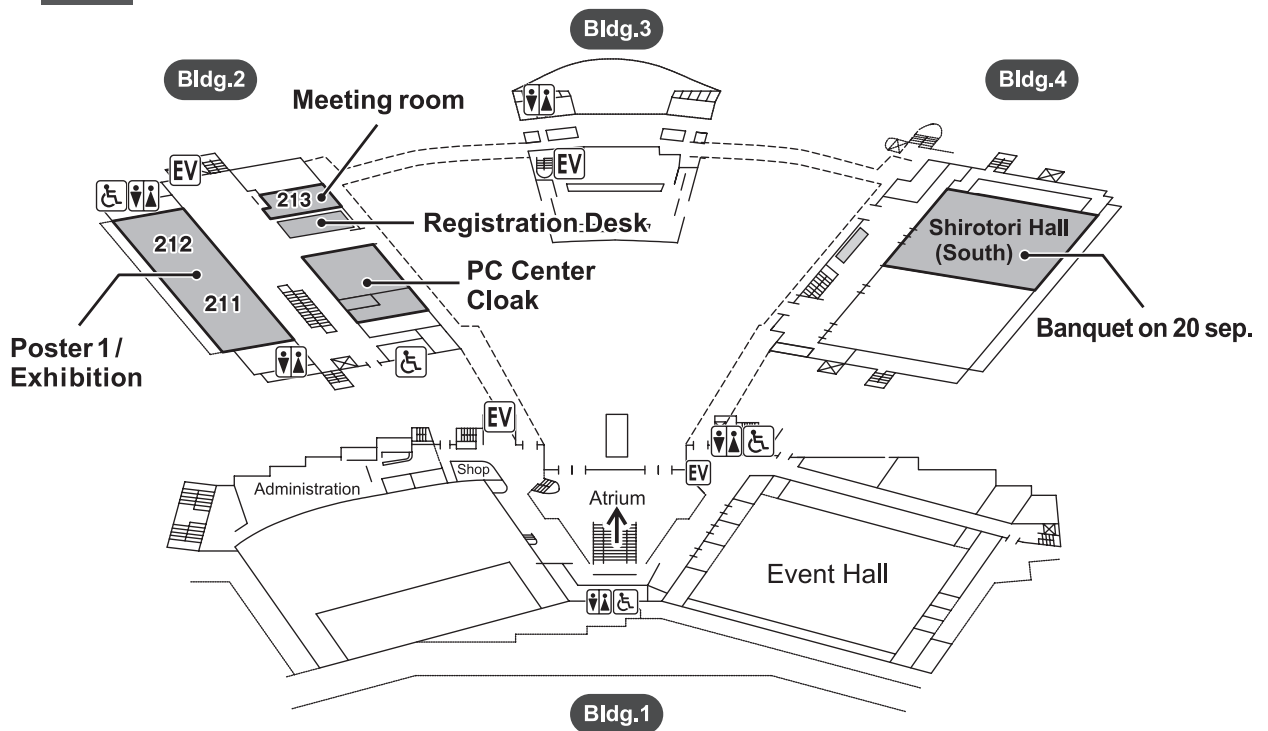 Bldg.3
Bldg.2
Bldg.4
Meeting room
EV
EV
213
212
Registration Desk
Shirotori Hall
(South)
PC Center
Cloak
211
Banquet on 20 sep.
Poster 1 /
Exhibition
EV
Shop
EV
Administration
Atrium
Event Hall
Bldg.1